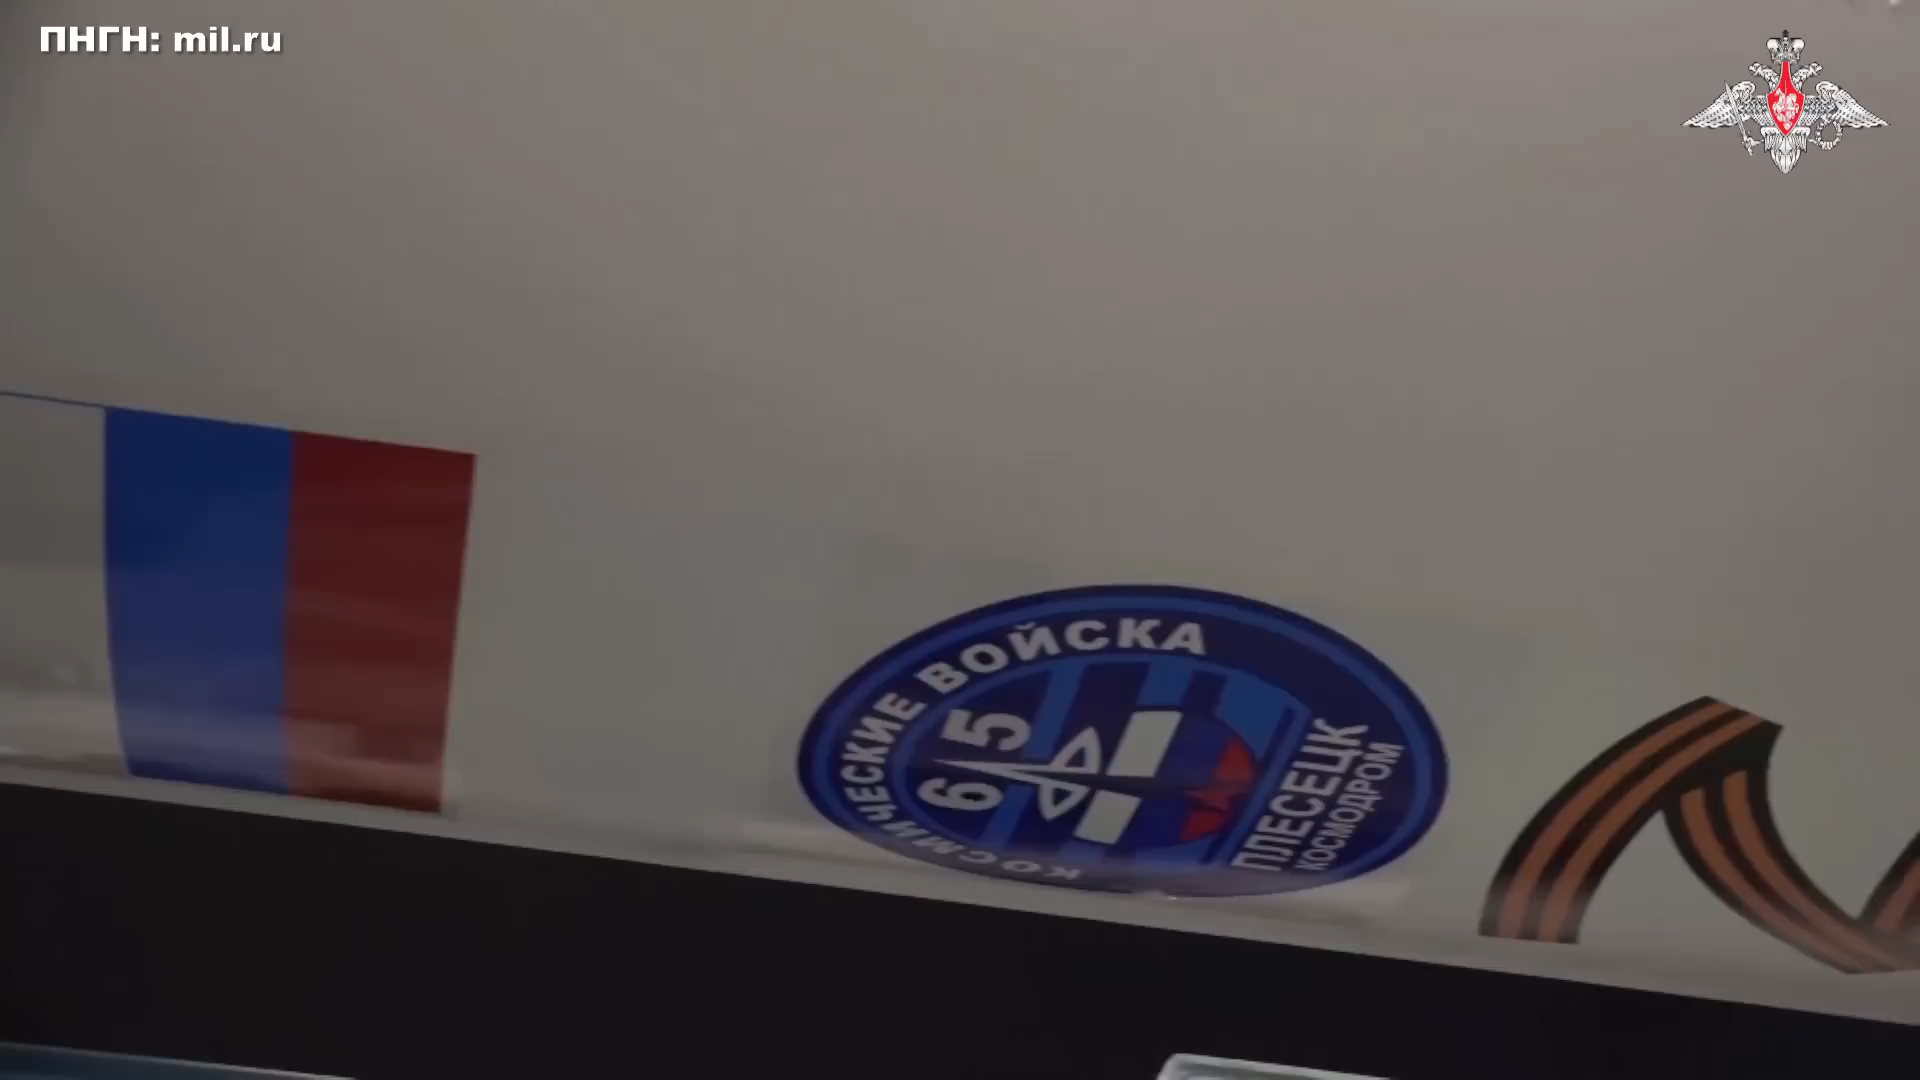 ПНГН: mil.ru
КОСМИЧЕСКИЕ ВОЙСКА
65
ПЛЕСЕЦК
КОСМОДРОМ